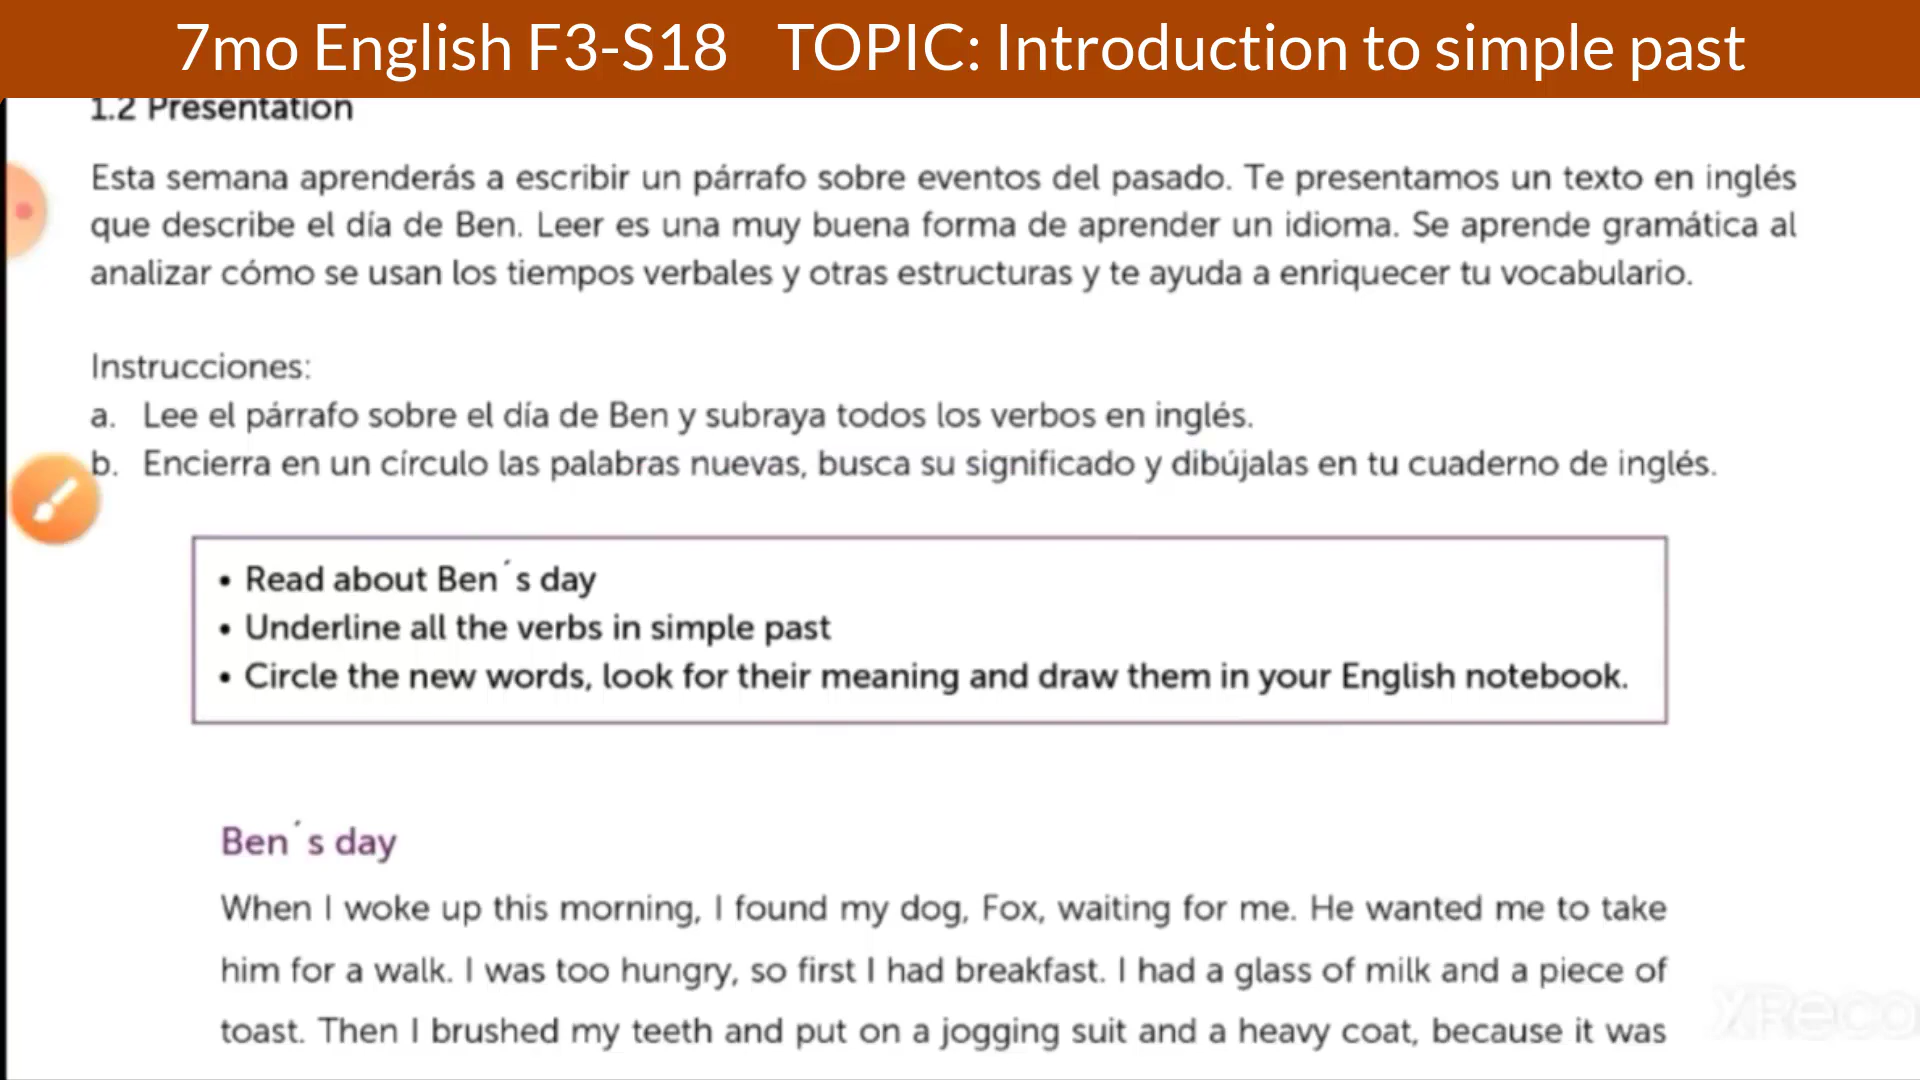 7mo English F3-S18 TOPIC: Introduction to simple past
1.2 Presentation
Esta semana aprenderás a escribir un párrafo sobre eventos del pasado. Te presentamos un texto en inglés
que describe el día de Ben. Leer es una muy buena forma de aprender un idioma. Se aprende gramática al
analizar cómo se usan los tiempos verbales y otras estructuras y te ayuda a enriquecer tu vocabulario.
Instrucciones:
a. Lee el párrafo sobre el día de Ben y subraya todos los verbos en inglés.
b. Encierra en un círculo las palabras nuevas, busca su significado y dibújalas en tu cuaderno de inglés.
• Read about Ben´s day
• Underline all the verbs in simple past
• Circle the new words, look for their meaning and draw them in your English notebook.
Ben´s day
When I woke up this morning, I found my dog, Fox, waiting for me. He wanted me to take
him for a walk. I was too hungry, so first I had breakfast. I had a glass of milk and a piece of
toast. Then I brushed my teeth and put on a jogging suit and a heavy coat, because it was